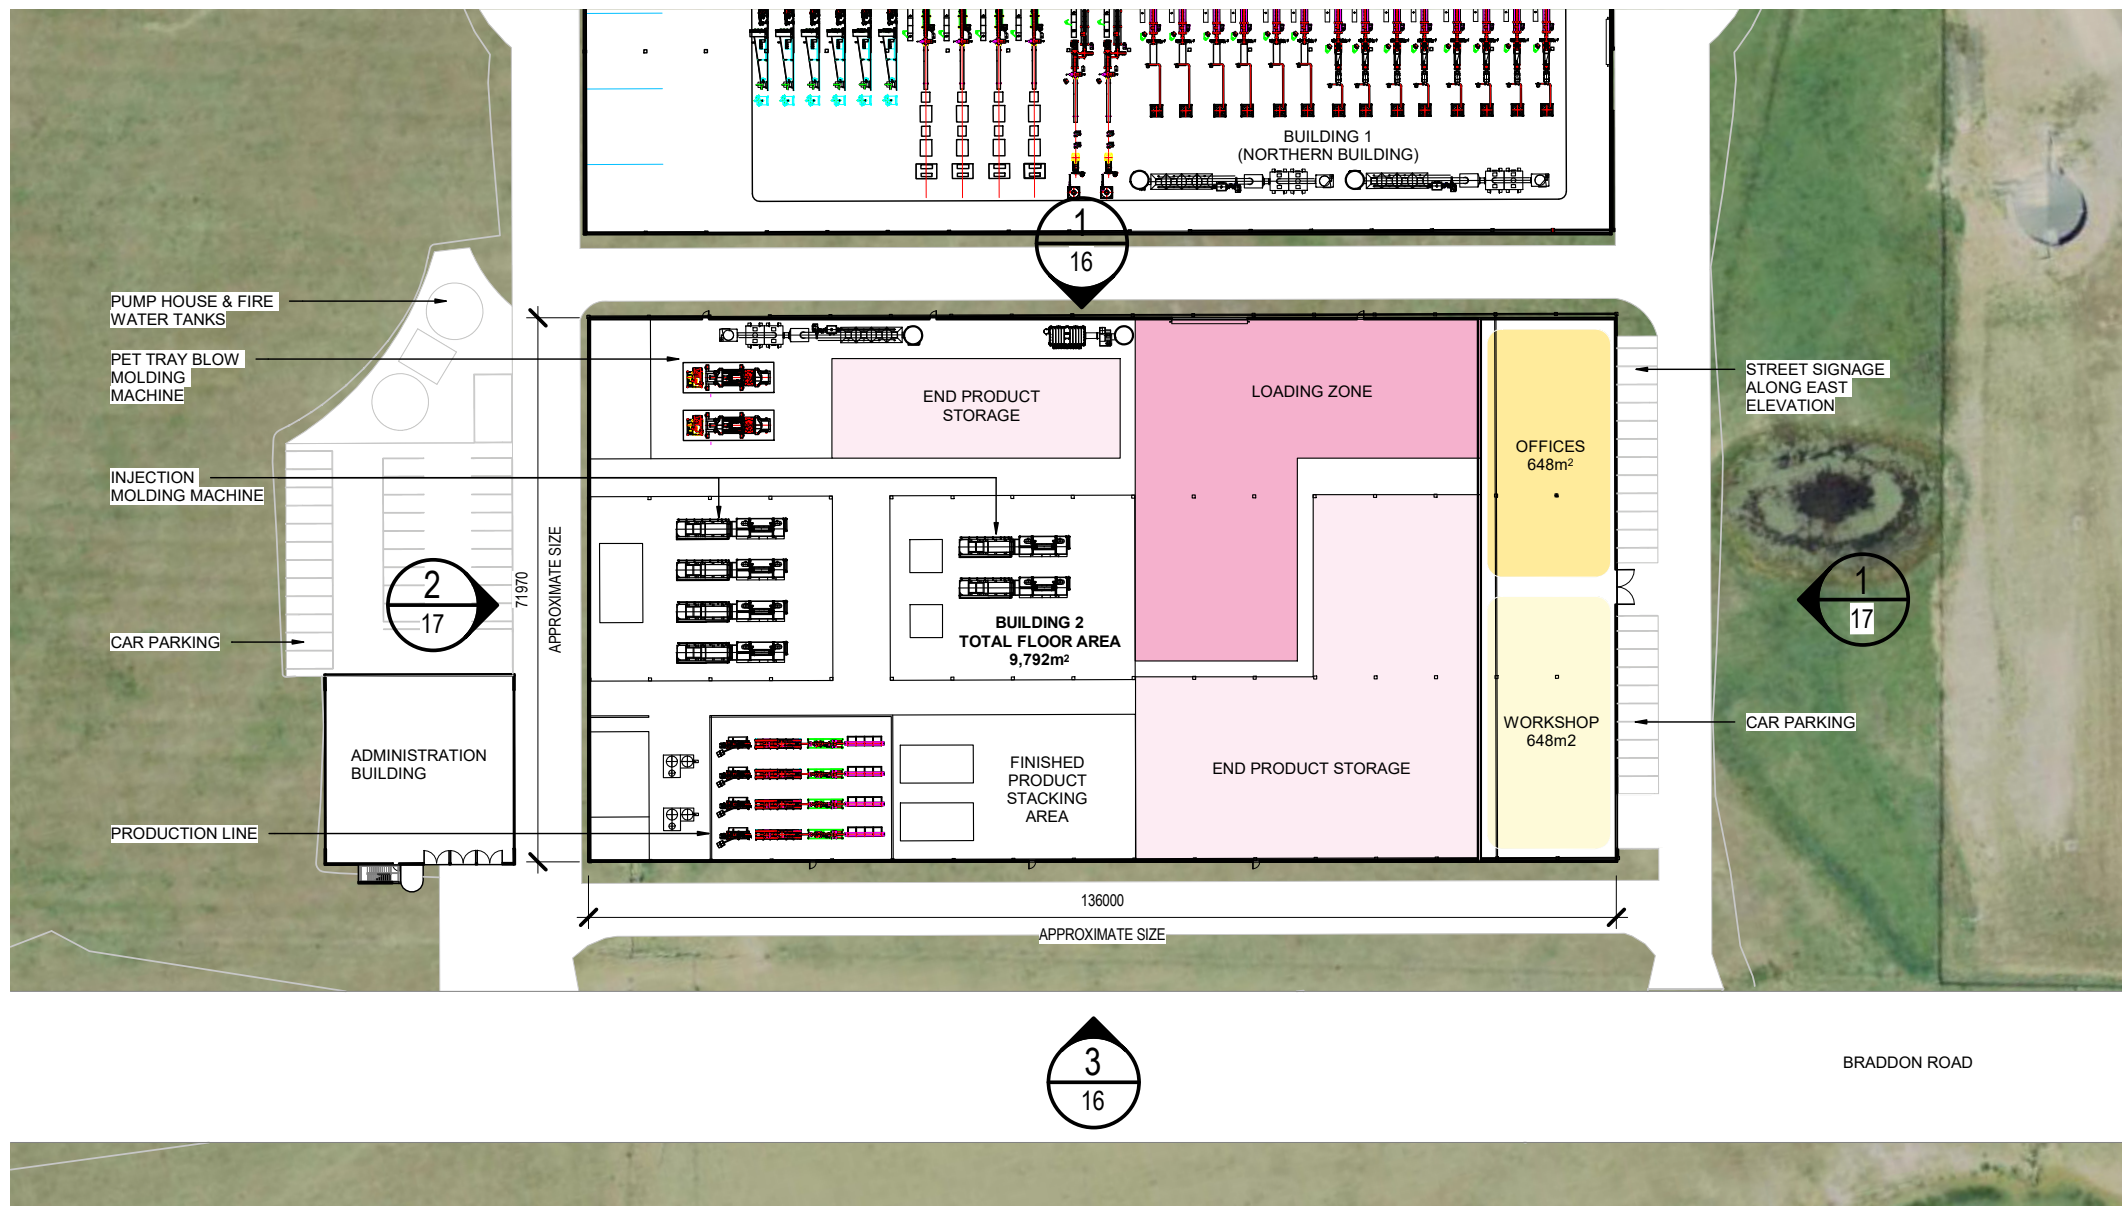 BUILDING 1
(NORTHERN BUILDING)
1
16
PUMP HOUSE & FIRE
WATER TANKS
PET TRAY BLOW
MOLDING
MACHINE
END PRODUCT
STORAGE
LOADING ZONE
STREET SIGNAGE
ALONG EAST
ELEVATION
OFFICES
648m²
INJECTION
MOLDING MACHINE
2
17
71970
APPROXIMATE SIZE
1
17
BUILDING 2
TOTAL FLOOR AREA
9,792m²
CAR PARKING
ADMINISTRATION
BUILDING
PRODUCTION LINE
FINISHED
PRODUCT
STACKING
AREA
END PRODUCT STORAGE
WORKSHOP
648m2
CAR PARKING
136000
APPROXIMATE SIZE
3
16
BRADDON ROAD